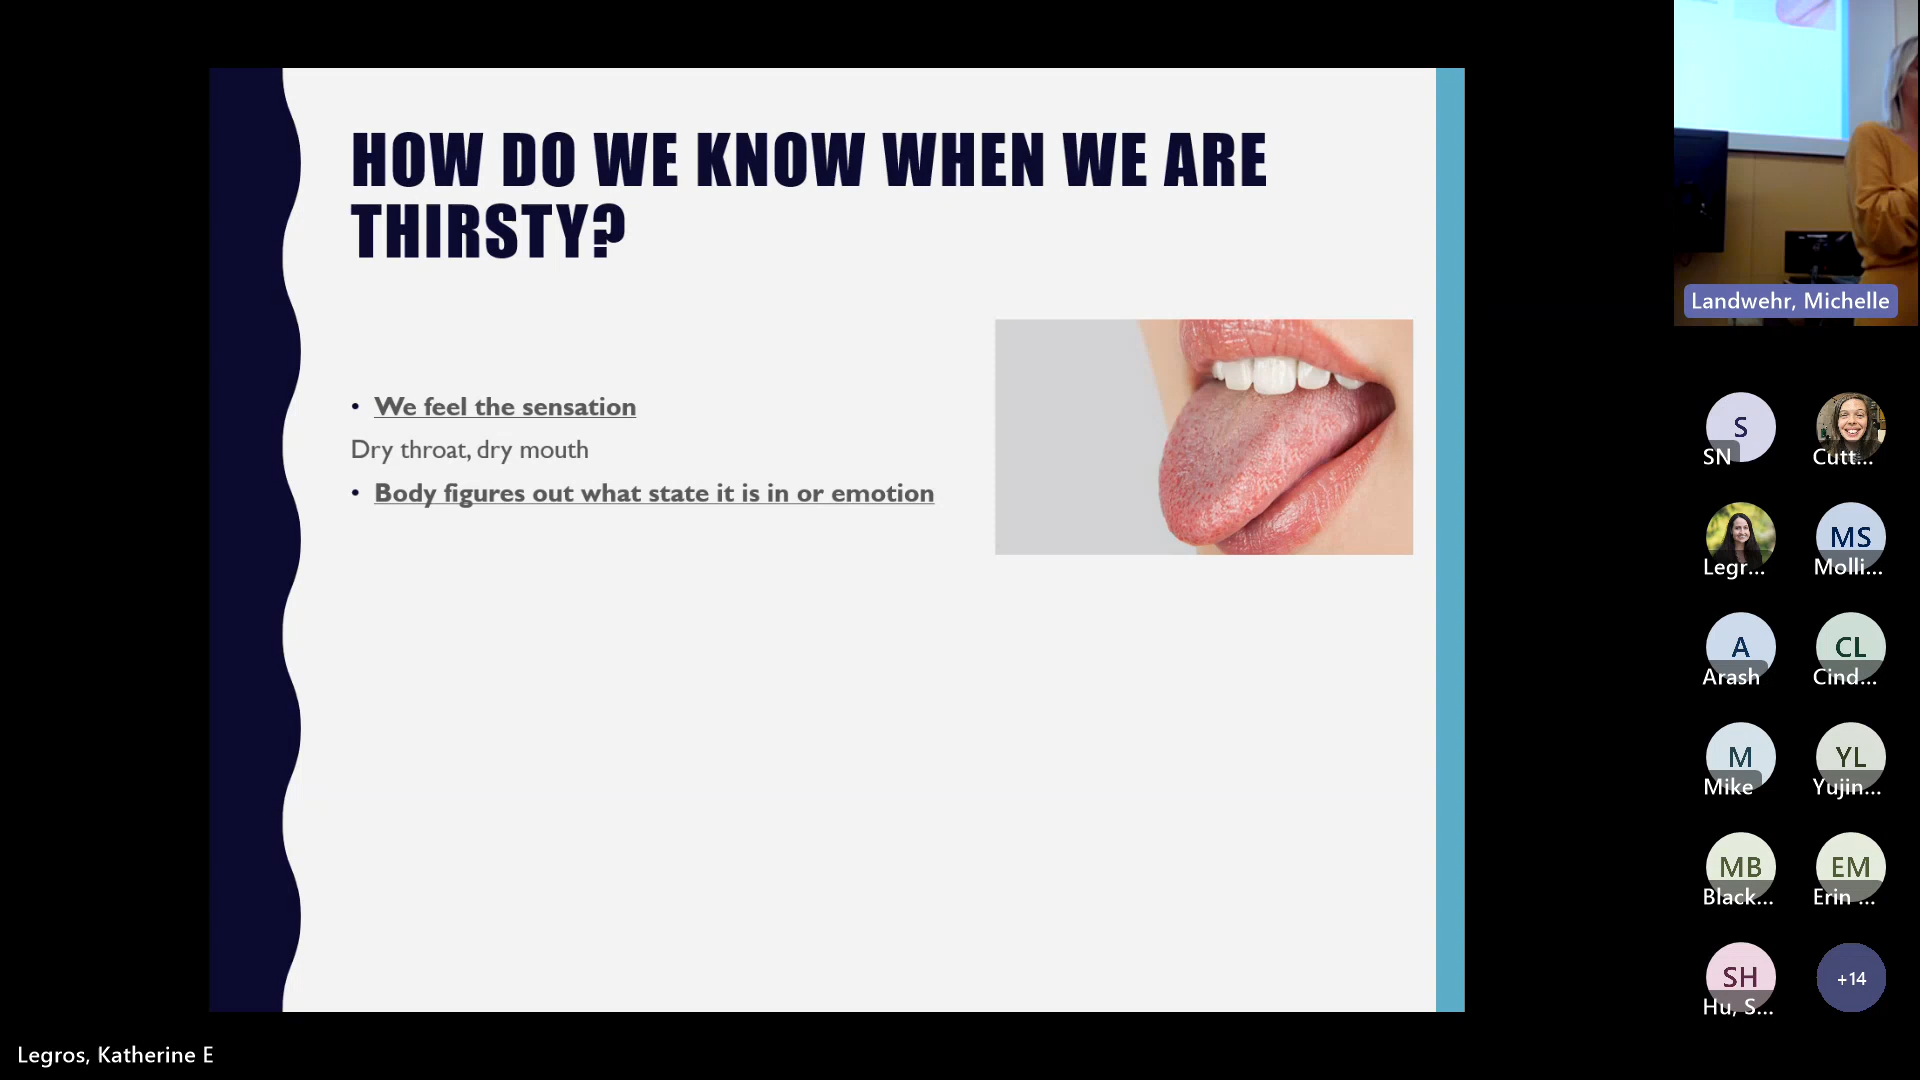 HOW DO WE KNOW WHEN WE ARE
THIRSTY?
• We feel the sensation
Dry throat, dry mouth
• Body figures out what state it is in or emotion
Landwehr, Michelle
S
SN
Cutt...
Legr...
MS
Molli...
A
Arash
CL
Cind...
M
Mike
YL
Yujin...
MB
Black...
EM
Erin ...
SH
Hu, S...
+14
Legros, Katherine E